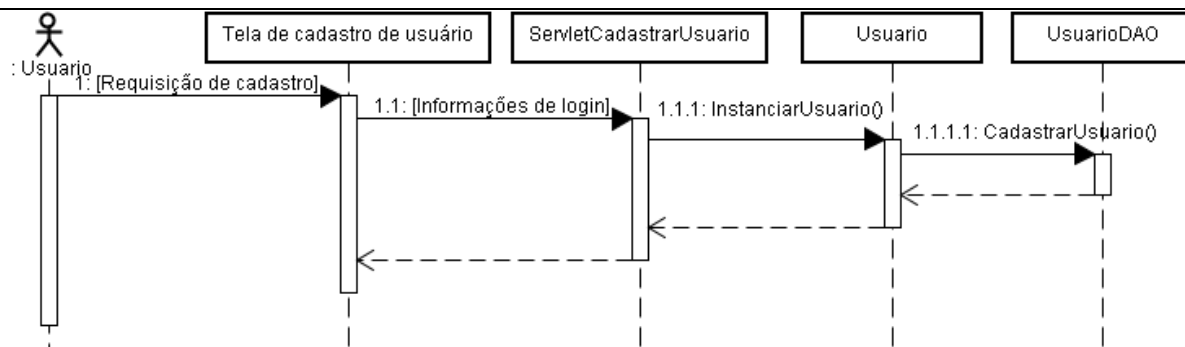 Tela de cadastro de usuário
ServletCadastrarUsuario
Usuario
UsuarioDAO
: Usuario
1: [Requisição de cadastro]
1.1: [Informações de login]
1.1.1: InstanciarUsuario()
1.1.1.1: CadastrarUsuario()